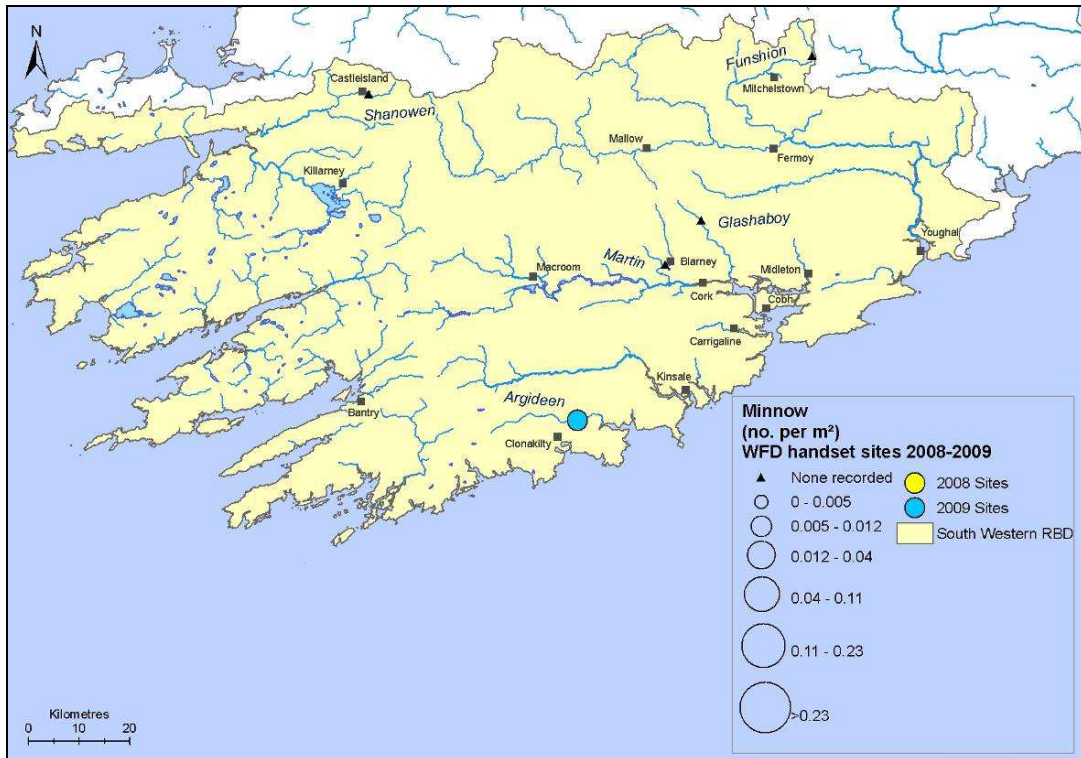 N
Funshion
Castleisland
Mitchelstown
Shanowen
Mallow
Fermoy
Killarney
Glashaboy
Youghal
Martin
Blarney
Macroom
Midleton
Cork
Cobh
Carrigaline
Kinsale
Argideen
Bantry
Clonakilty
Minnow
(no. per m²)
WFD handset sites 2008-2009
None recorded
2008 Sites
0 - 0.005
2009 Sites
0.005 - 0.012
South Western RBD
0.012 - 0.04
0.04 - 0.11
0.11 - 0.23
>0.23
Kilometres
0 10 20